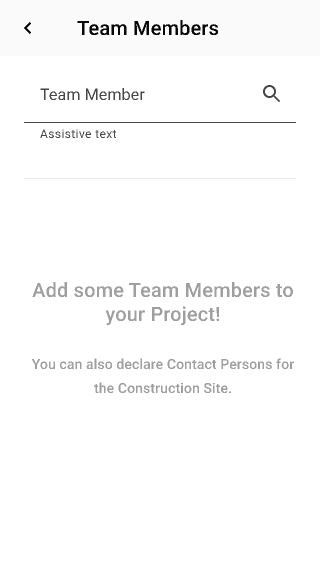 Team Members
Team Member
Assistive text
Add some Team Members to
your Project!
You can also declare Contact Persons for
the Construction Site.